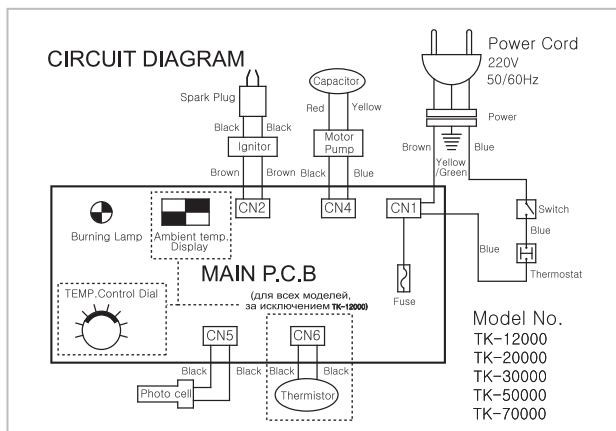 CIRCUIT DIAGRAM
Power Cord
220V
50/60Hz
Spark Plug
Capacitor
Red
Yellow
Power
Black
Black
Ignitor
Motor
Pump
Brown
Yellow
/Green
Blue
Brown
Brown
Black
Blue
CN2
CN4
CN1
Switch
Burning Lamp
Ambient temp.
Display
Blue
Blue
Thermostat
MAIN P.C.B
(для всех моделей,
за исключением TK-12000)
TEMP.Control Dial
Fuse
CN5
CN6
Black
Black
Black
Black
Photo cell
Thermistor
Model No.
TK-12000
TK-20000
TK-30000
TK-50000
TK-70000